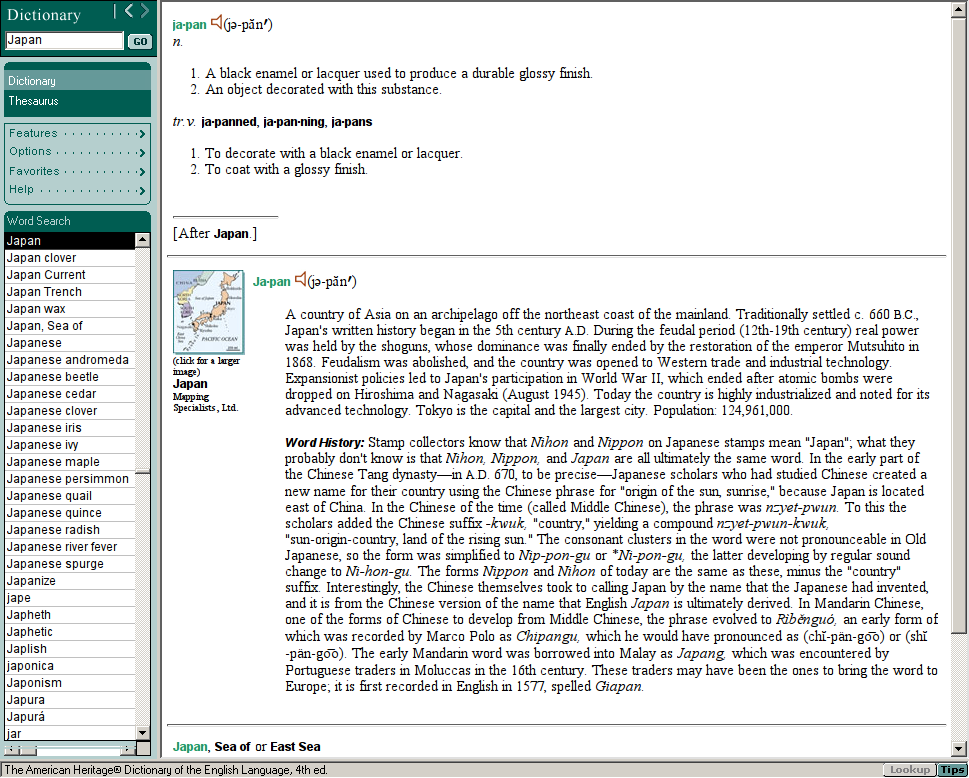 Dictionary
Japan
GO
Dictionary
Thesaurus
Features
Options
Favorites
Help
Word Search
Japan
Japan clover
Japan Current
Japan Trench
Japan wax
Japan, Sea of
Japanese
Japanese andromeda
Japanese beetle
Japanese cedar
Japanese clover
Japanese iris
Japanese ivy
Japanese maple
Japanese persimmon
Japanese quail
Japanese quince
Japanese radish
Japanese river fever
Japanese spurge
Japanize
jape
Japheth
Japhetic
Japlish
japonica
Japonism
Japura
Japurá
jar
ja·pan (jə-păn′)
n.
1. A black enamel or lacquer used to produce a durable glossy finish.
2. An object decorated with this substance.
tr.v. ja·panned, ja·pan·ning, ja·pans
1. To decorate with a black enamel or lacquer.
2. To coat with a glossy finish.
[After Japan.]
CHINA
JAPAN
PACIFIC OCEAN
(click for a larger
image)
Japan
Mapping
Specialists, Ltd.
Ja·pan (jə-păn′)
A country of Asia on an archipelago off the northeast coast of the mainland. Traditionally settled c. 660 B.C.,
Japan's written history began in the 5th century A.D. During the feudal period (12th-19th century) real power
was held by the shoguns, whose dominance was finally ended by the restoration of the emperor Mutsuhito in
1868. Feudalism was abolished, and the country was opened to Western trade and industrial technology.
Expansionist policies led to Japan's participation in World War II, which ended after atomic bombs were
dropped on Hiroshima and Nagasaki (August 1945). Today the country is highly industrialized and noted for its
advanced technology. Tokyo is the capital and the largest city. Population: 124,961,000.
Word History: Stamp collectors know that Nihon and Nippon on Japanese stamps mean "Japan"; what they
probably don't know is that Nihon, Nippon, and Japan are all ultimately the same word. In the early part of
the Chinese Tang dynasty—in A.D. 670, to be precise—Japanese scholars who had studied Chinese created a
new name for their country using the Chinese phrase for "origin of the sun, sunrise," because Japan is located
east of China. In the Chinese of the time (called Middle Chinese), the phrase was nzyet-pwun. To this the
scholars added the Chinese suffix -kwuk, "country," yielding a compound nzyet-pwun-kwuk,
"sun-origin-country, land of the rising sun." The consonant clusters in the word were not pronounceable in Old
Japanese, so the form was simplified to Nip-pon-gu or *Ni-pon-gu, the latter developing by regular sound
change to Ni-hon-gu. The forms Nippon and Nihon of today are the same as these, minus the "country"
suffix. Interestingly, the Chinese themselves took to calling Japan by the name that the Japanese had invented,
and it is from the Chinese version of the name that English Japan is ultimately derived. In Mandarin Chinese,
one of the forms of Chinese to develop from Middle Chinese, the phrase evolved to Rìběnguó, an early form of
which was recorded by Marco Polo as Chipangu, which he would have pronounced as (chĭ-pän-go͞o) or (shĭ
-pän-go͞o). The early Mandarin word was borrowed into Malay as Japang, which was encountered by
Portuguese traders in Moluccas in the 16th century. These traders may have been the ones to bring the word to
Europe; it is first recorded in English in 1577, spelled Giapan.
Japan, Sea of or East Sea
The American Heritage® Dictionary of the English Language, 4th ed.
Lookup
Tips